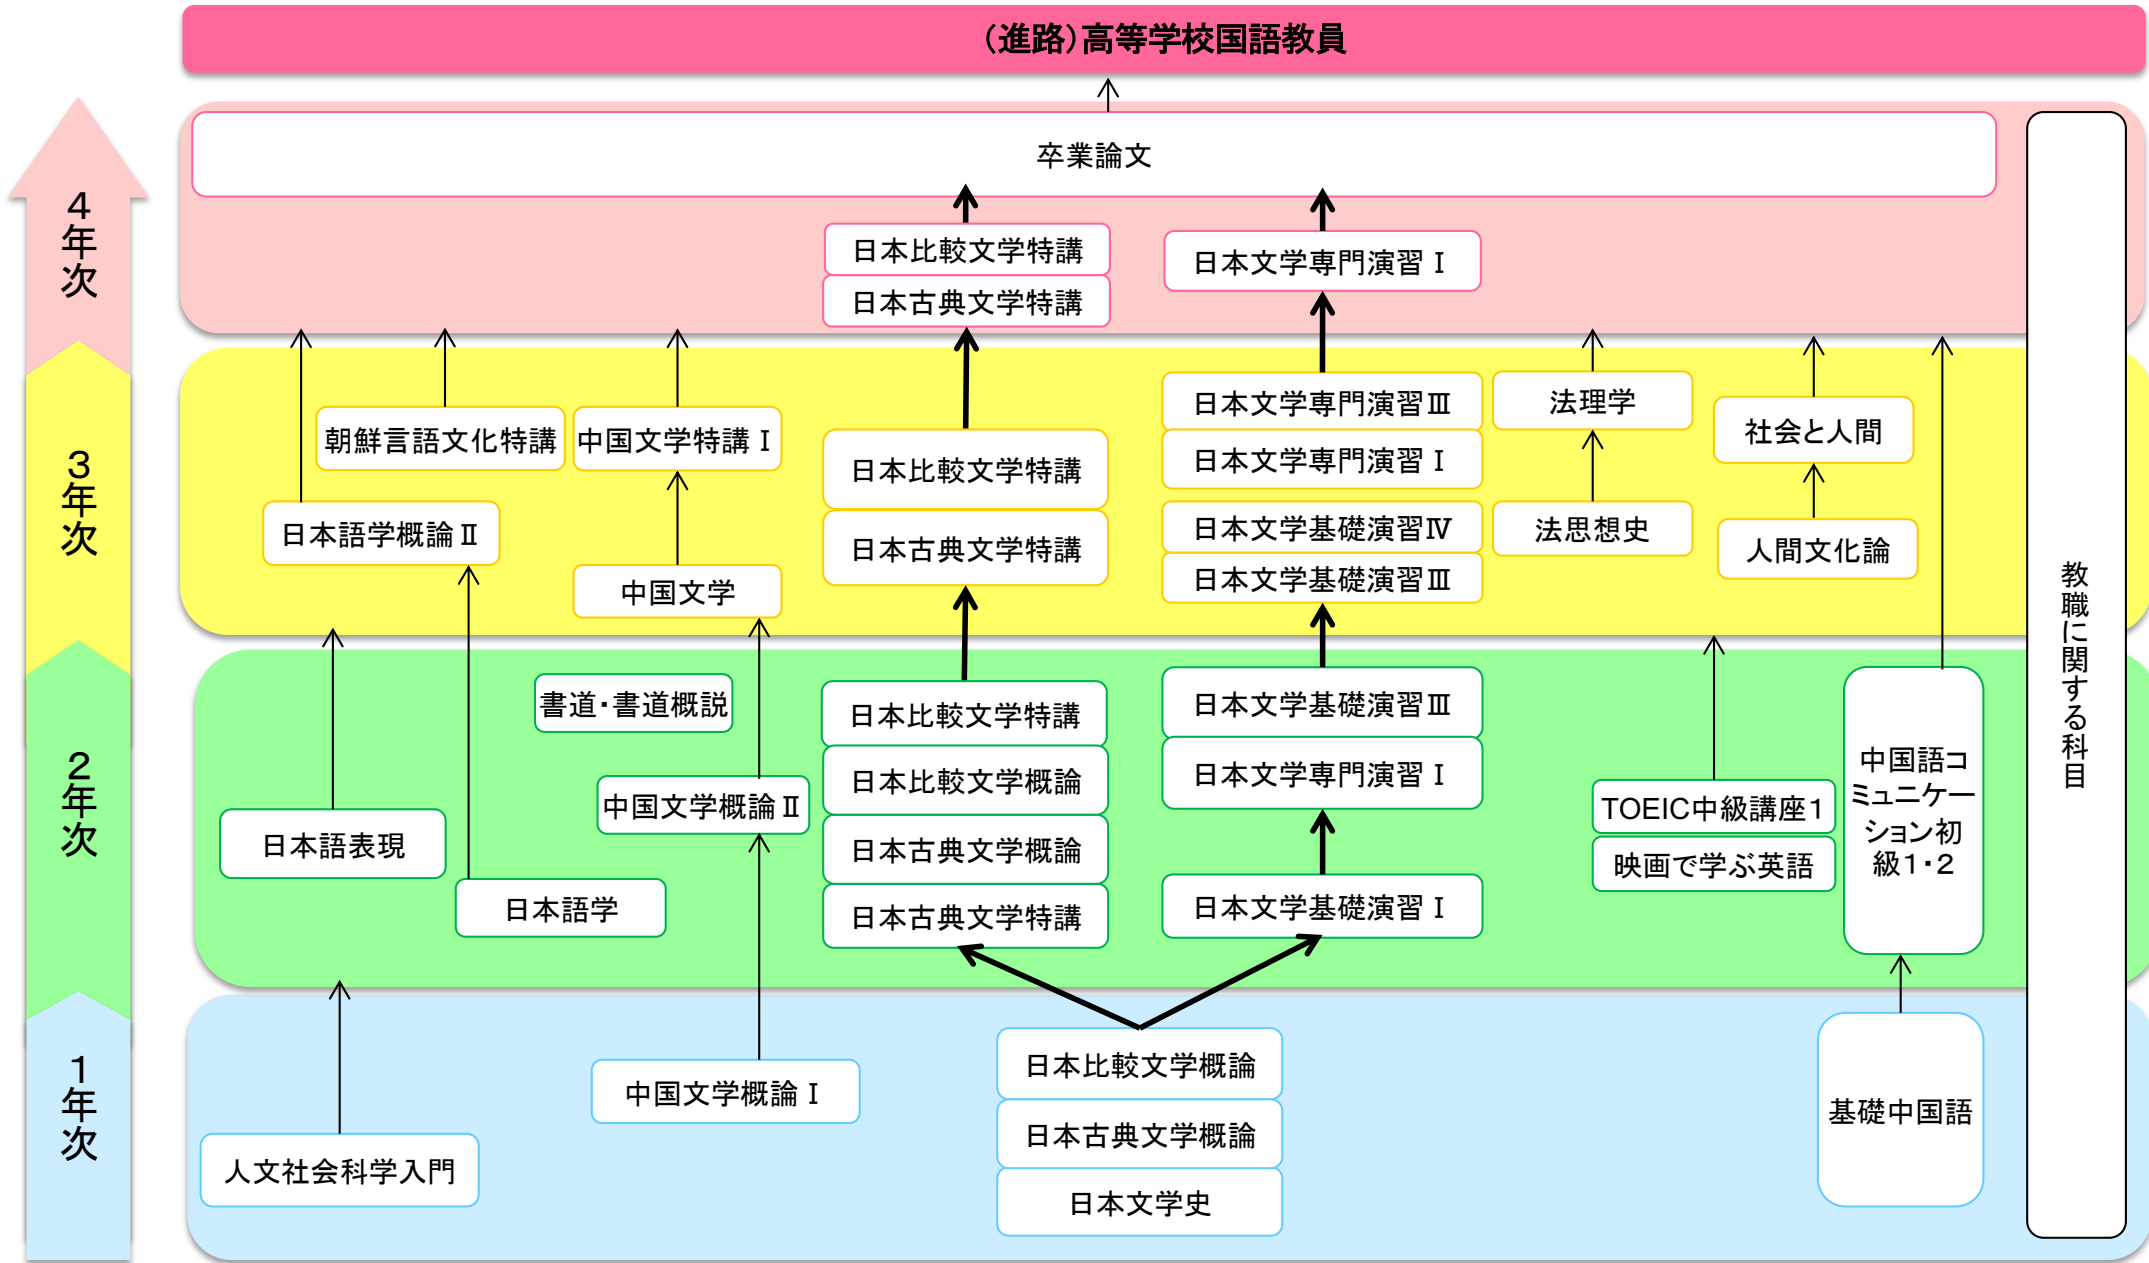 （進路）高等学校国語教員
4年次
卒業論文
日本比較文学特講
日本文学専門演習Ⅰ
日本古典文学特講
3年次
朝鮮言語文化特講
中国文学特講Ⅰ
日本語学概論Ⅱ
中国文学
日本比較文学特講
日本古典文学特講
日本文学専門演習Ⅲ
日本文学専門演習Ⅰ
日本文学基礎演習Ⅳ
日本文学基礎演習Ⅲ
法理学
法思想史
社会と人間
人間文化論
2年次
書道・書道概説
中国文学概論Ⅱ
日本語表現
日本語学
日本比較文学特講
日本比較文学概論
日本古典文学概論
日本古典文学特講
日本文学基礎演習Ⅲ
日本文学専門演習Ⅰ
日本文学基礎演習Ⅰ
TOEIC中級講座1
映画で学ぶ英語
中国語コ
ミュニケー
ション初
級1・2
1年次
人文社会科学入門
中国文学概論Ⅰ
日本比較文学概論
日本古典文学概論
日本文学史
基礎中国語
教職に関する科目